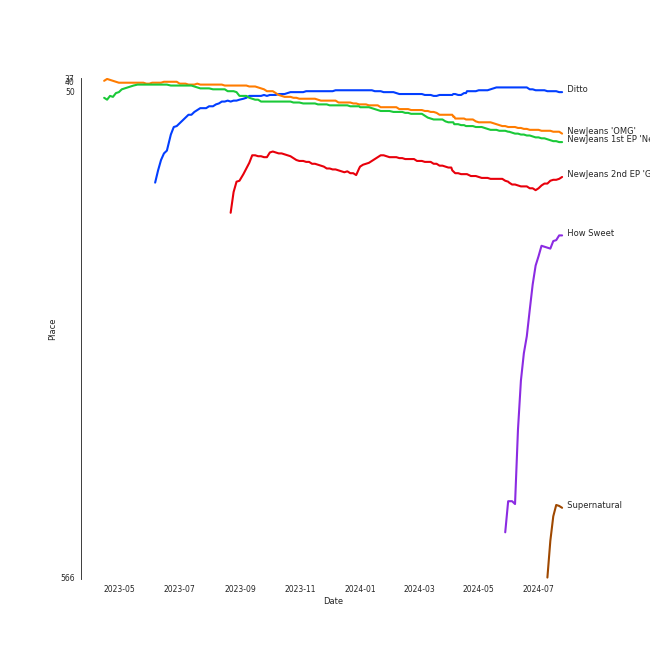 37
40
50
Ditto
NewJeans 'OMG'
NewJeans 1st EP 'Ne
NewJeans 2nd EP 'G
How Sweet
Place
Supernatural
566
2023-05 2023-07 2023-09 2023-11 2024-01 2024-03 2024-05 2024-07
Date